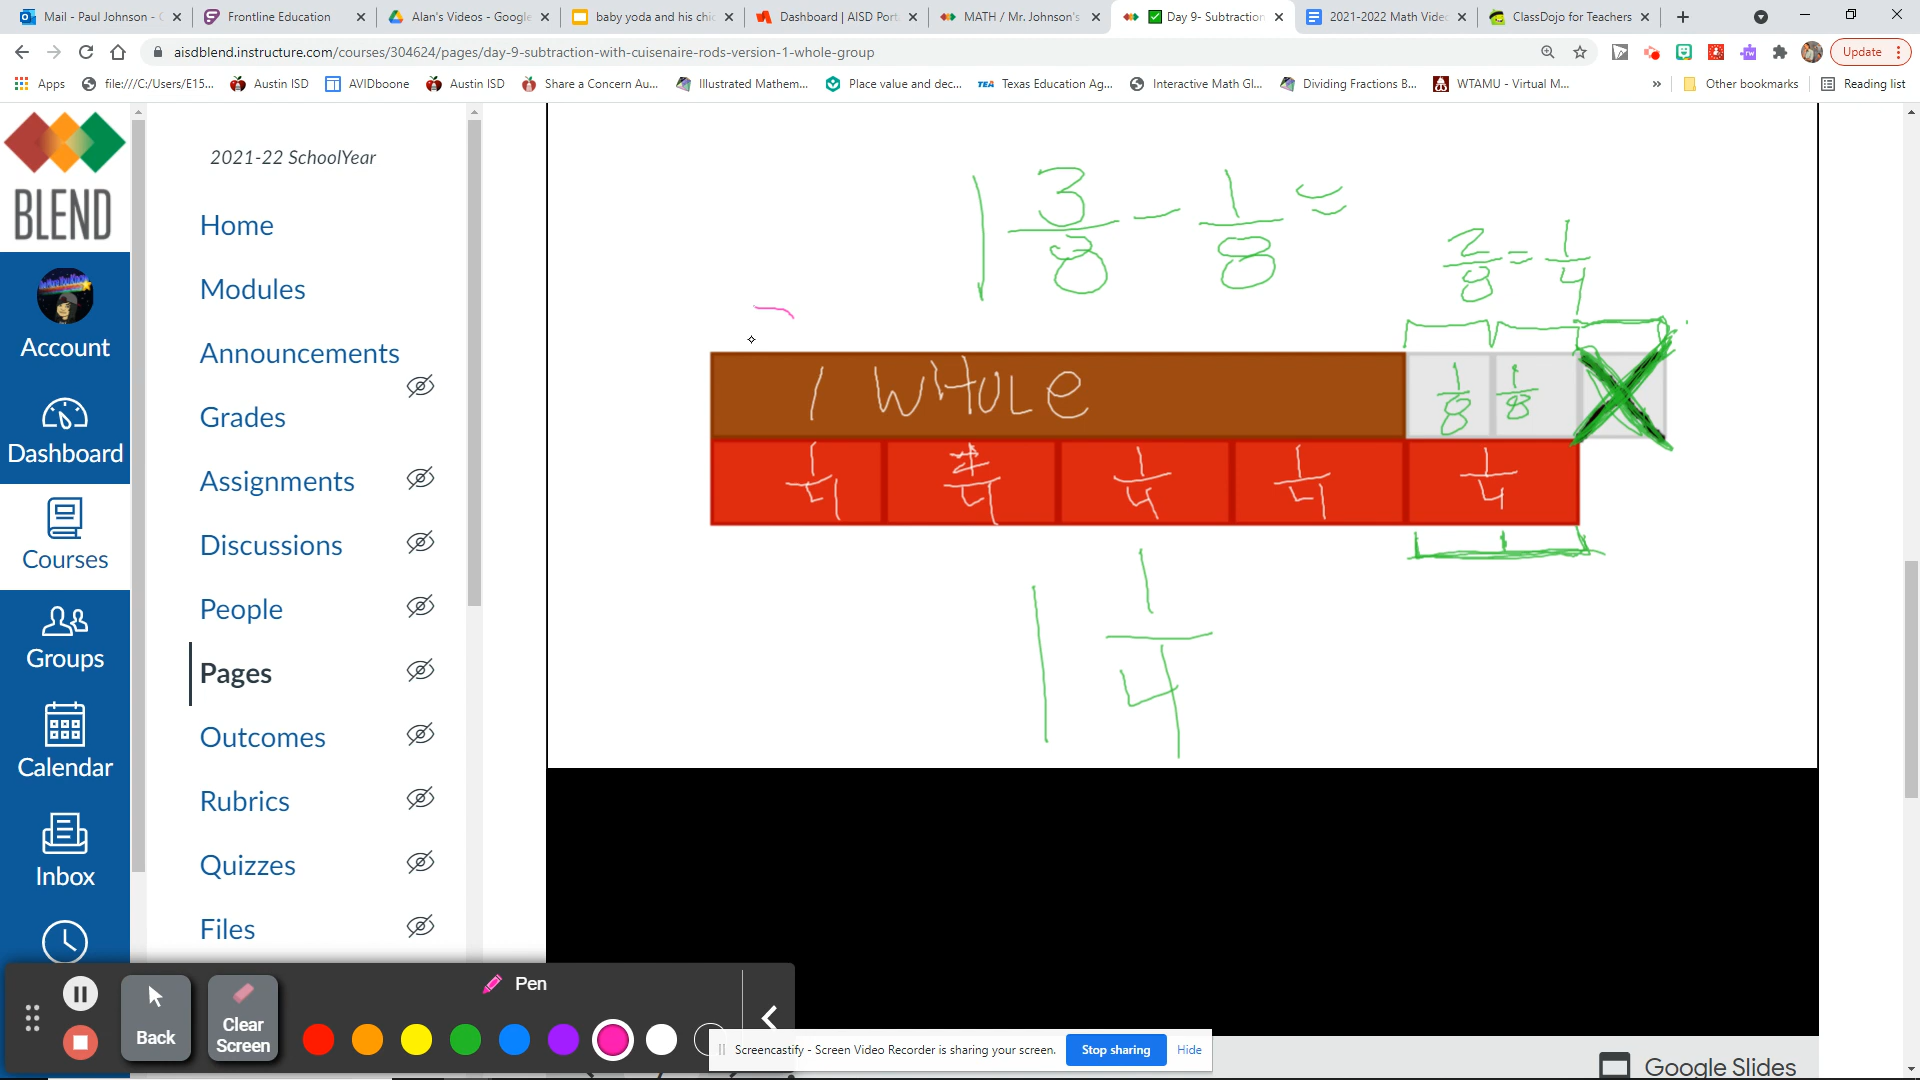 Mail - Paul Johnson - 
Frontline Education
Alan's Videos - Google
baby yoda and his chic
Dashboard | AISD Port
MATH / Mr. Johnson's
✅ Day 9- Subtraction
2021-2022 Math Vide
ClassDojo for Teachers
aisdblend.instructure.com/courses/304624/pages/day-9-subtraction-with-cuisenaire-rods-version-1-whole-group
Update
Apps
file:///C:/Users/E15...
Austin ISD
AVIDboone
Austin ISD
Share a Concern Au...
Illustrated Mathem...
Place value and dec...
TEA Texas Education Ag...
Interactive Math Gl...
Dividing Fractions B...
WTAMU - Virtual M...
»
Other bookmarks
Reading list
BLEND
Account
Dashboard
Courses
Groups
Calendar
Inbox
2021-22 SchoolYear
Home
Modules
Announcements
Grades
Assignments
Discussions
People
Pages
Outcomes
Rubrics
Quizzes
Files
1 3/8 - 1/8 =
2/8 = 1/4
1 WHOLE 1/8 1/8
1/4 1/4 1/4 1/4 1/4
1 1/4
Pen
Back
Clear
Screen
Screencastify - Screen Video Recorder is sharing your screen.
Stop sharing
Hide
Google Slides